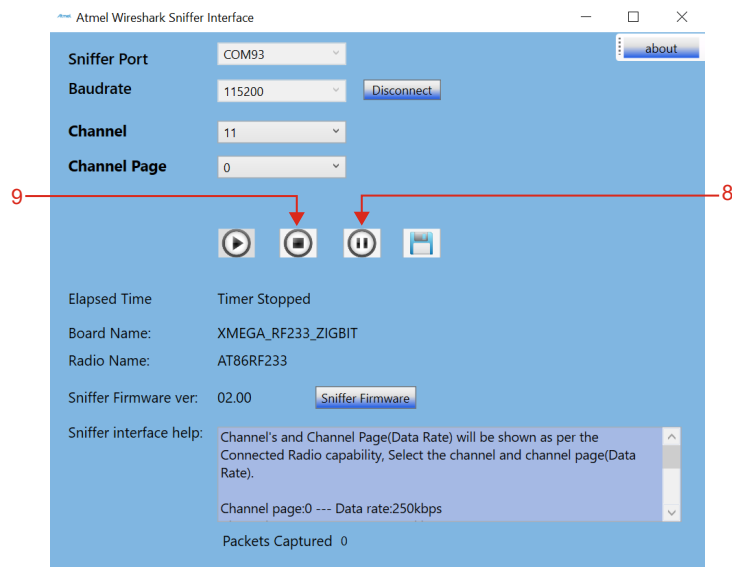 Atmel Atmel Wireshark Sniffer Interface
about
Sniffer Port COM93
Baudrate 115200 Disconnect
Channel 11
Channel Page 0
9 8
Elapsed Time Timer Stopped
Board Name: XMEGA_RF233_ZIGBIT
Radio Name: AT86RF233
Sniffer Firmware ver: 02.00 Sniffer Firmware
Sniffer interface help: Channel's and Channel Page(Data Rate) will be shown as per the
Connected Radio capability, Select the channel and channel page(Data
Rate).
Channel page:0 --- Data rate:250kbps
Packets Captured 0